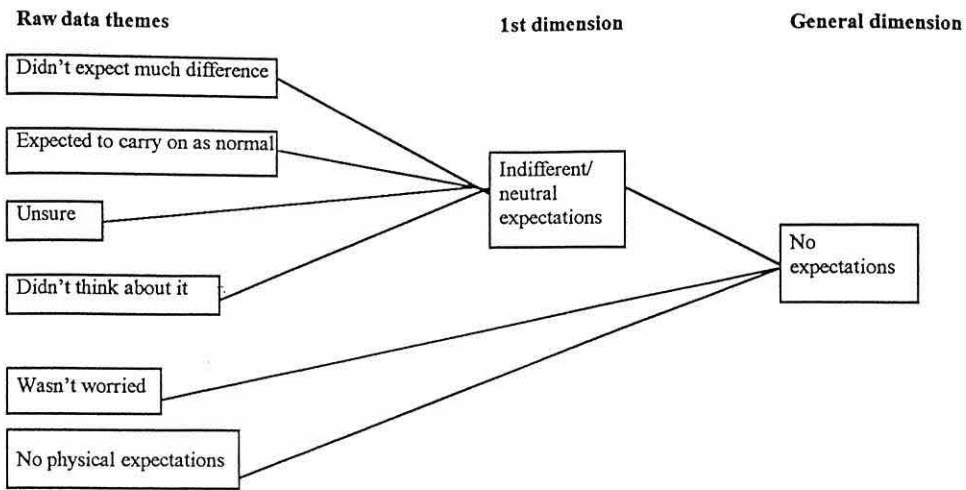 Raw data themes
1st dimension
General dimension
Didn't expect much difference
Expected to carry on as normal
Unsure
Didn't think about it
Wasn't worried
No physical expectations
Indifferent/
neutral
expectations
No
expectations